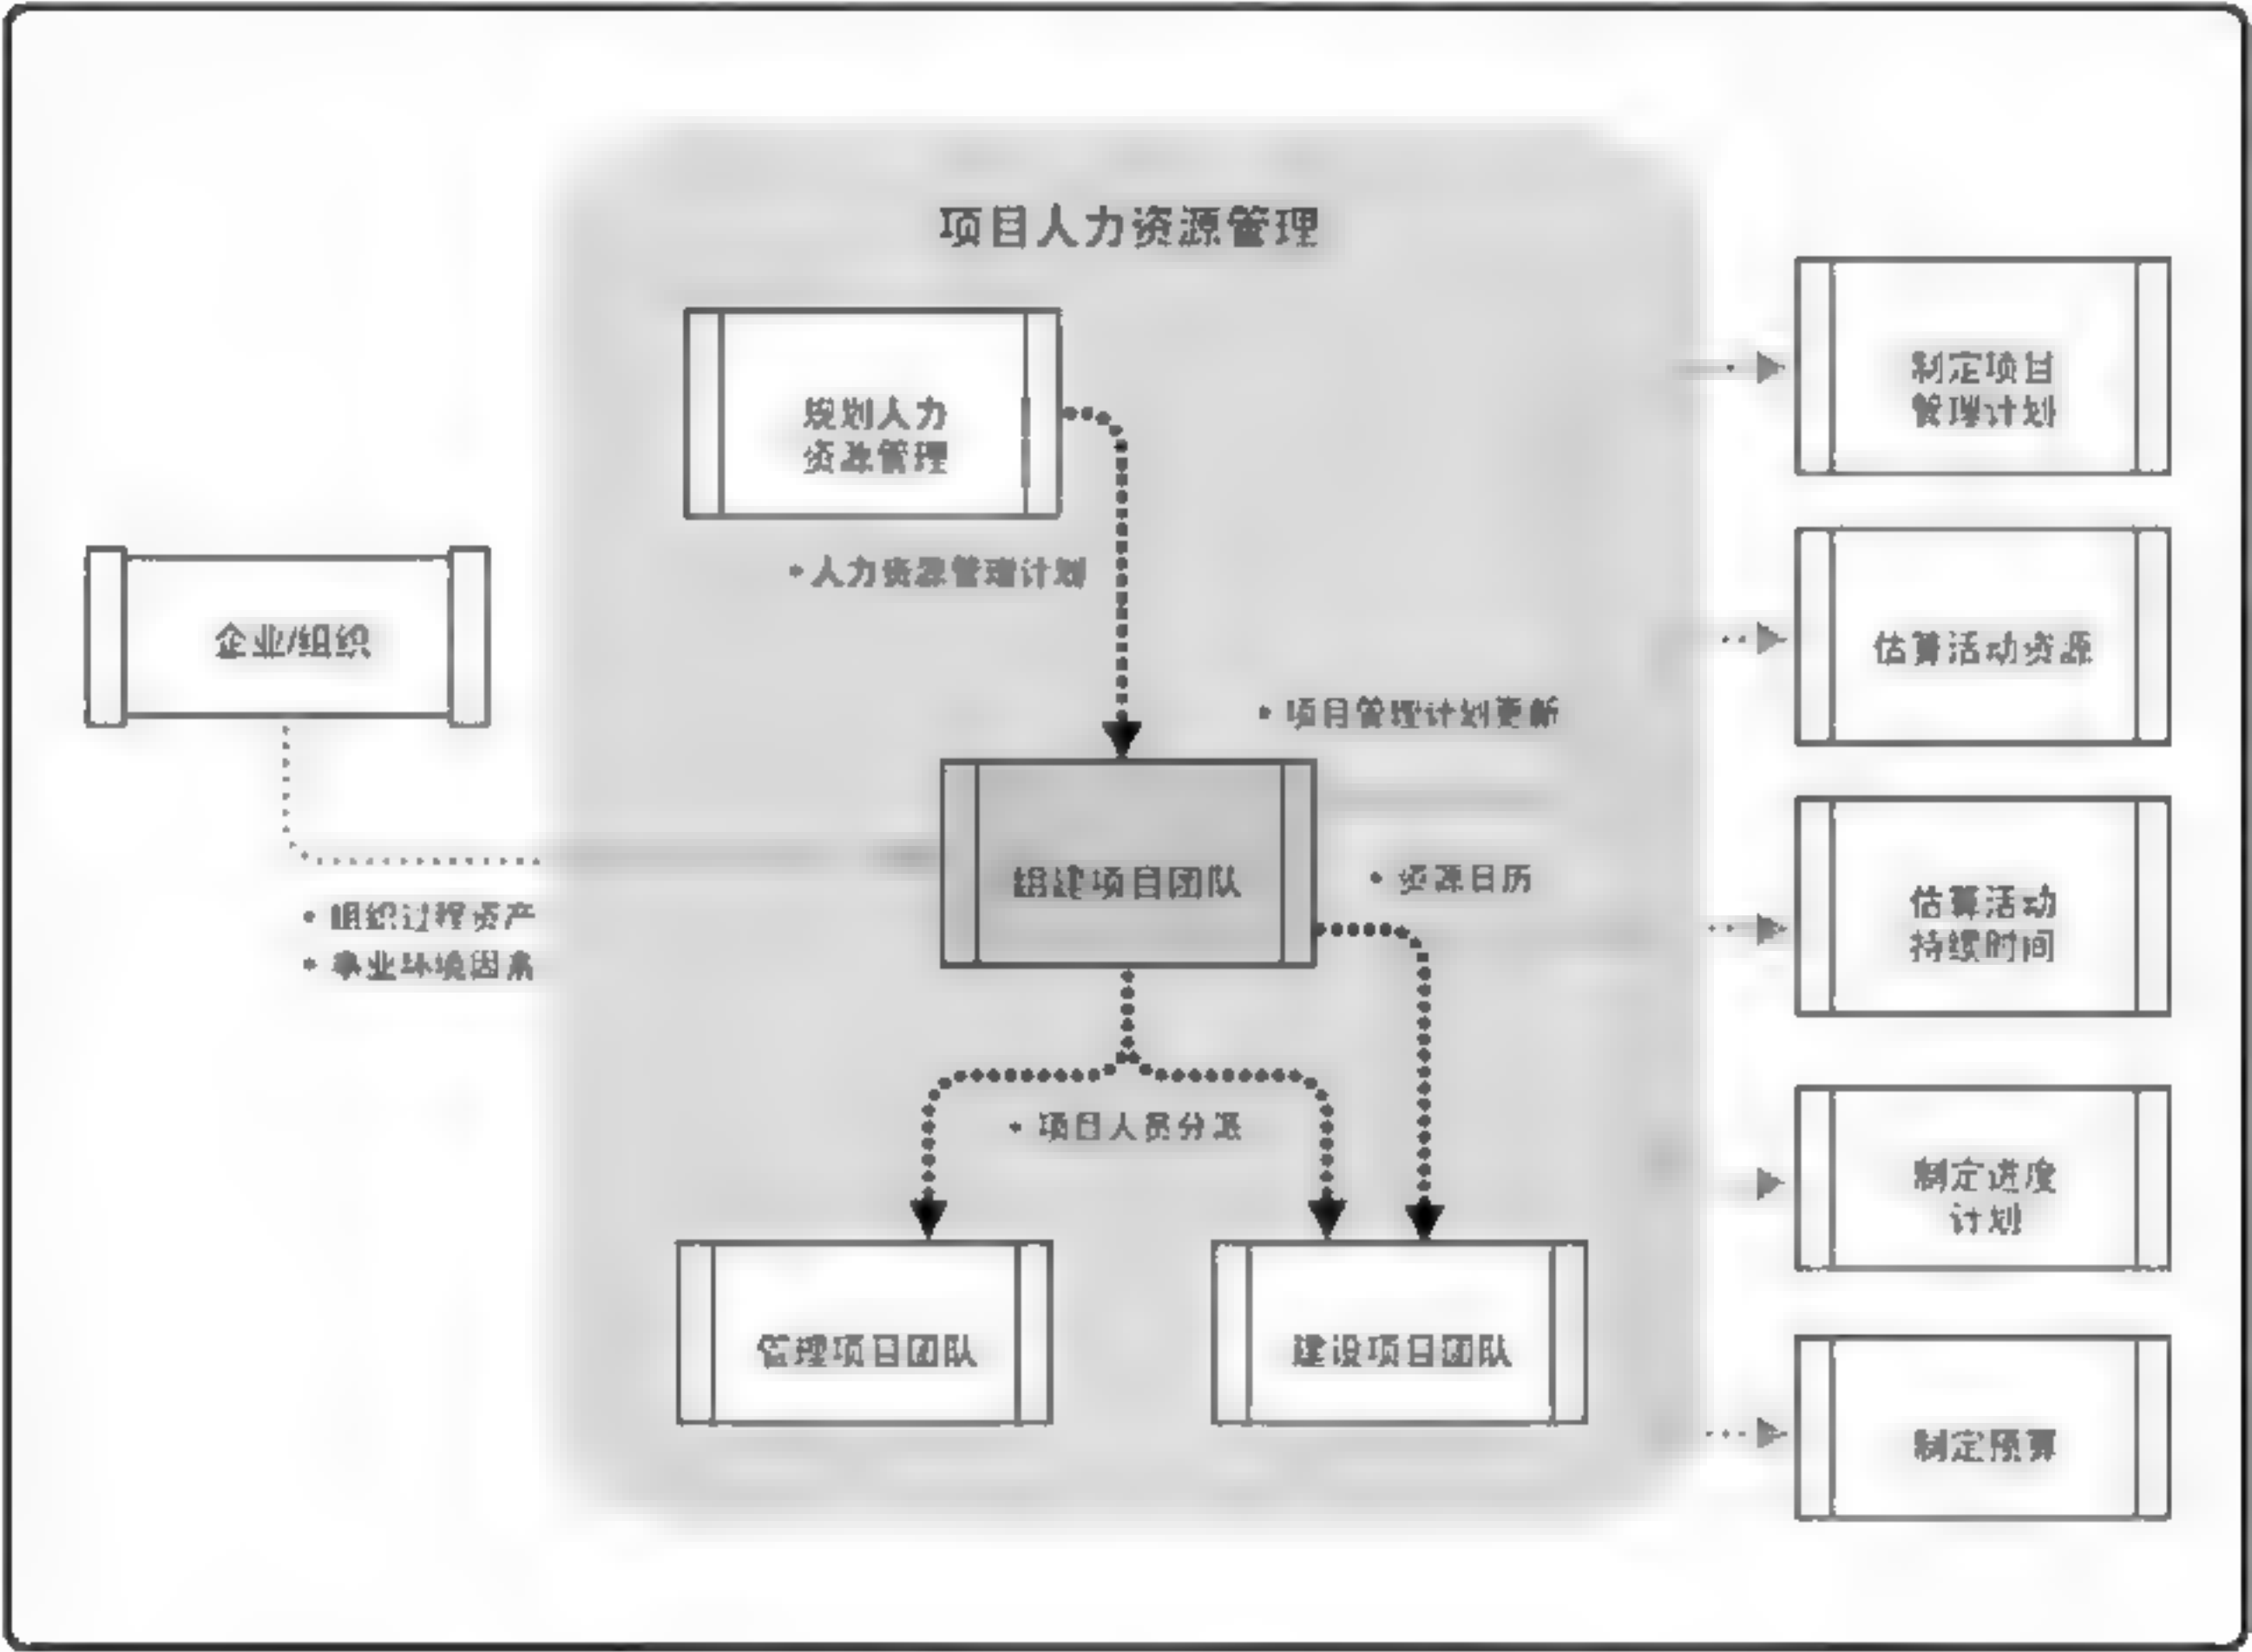 项目人力资源管理
规划人力
资源管理
• 人力资源管理计划
企业/组织
• 组织过程资产
• 事业环境因素
• 项目管理计划更新
组建项目团队
• 资源日历
• 项目人员分派
管理项目团队
建设项目团队
制定项目
管理计划
估算活动资源
估算活动
持续时间
制定进度
计划
制定预算